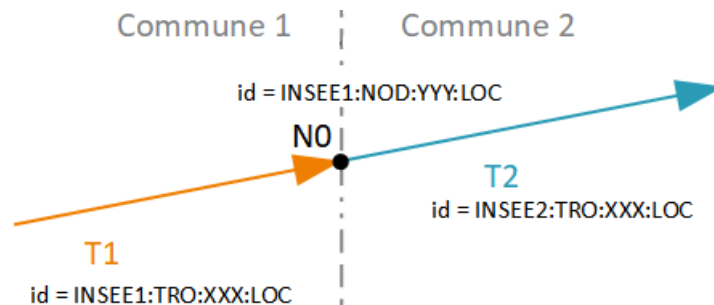 Commune 1
Commune 2
id = INSEE1:NOD:YYY:LOC
N0
T2
id = INSEE2:TRO:XXX:LOC
T1
id = INSEE1:TRO:XXX:LOC